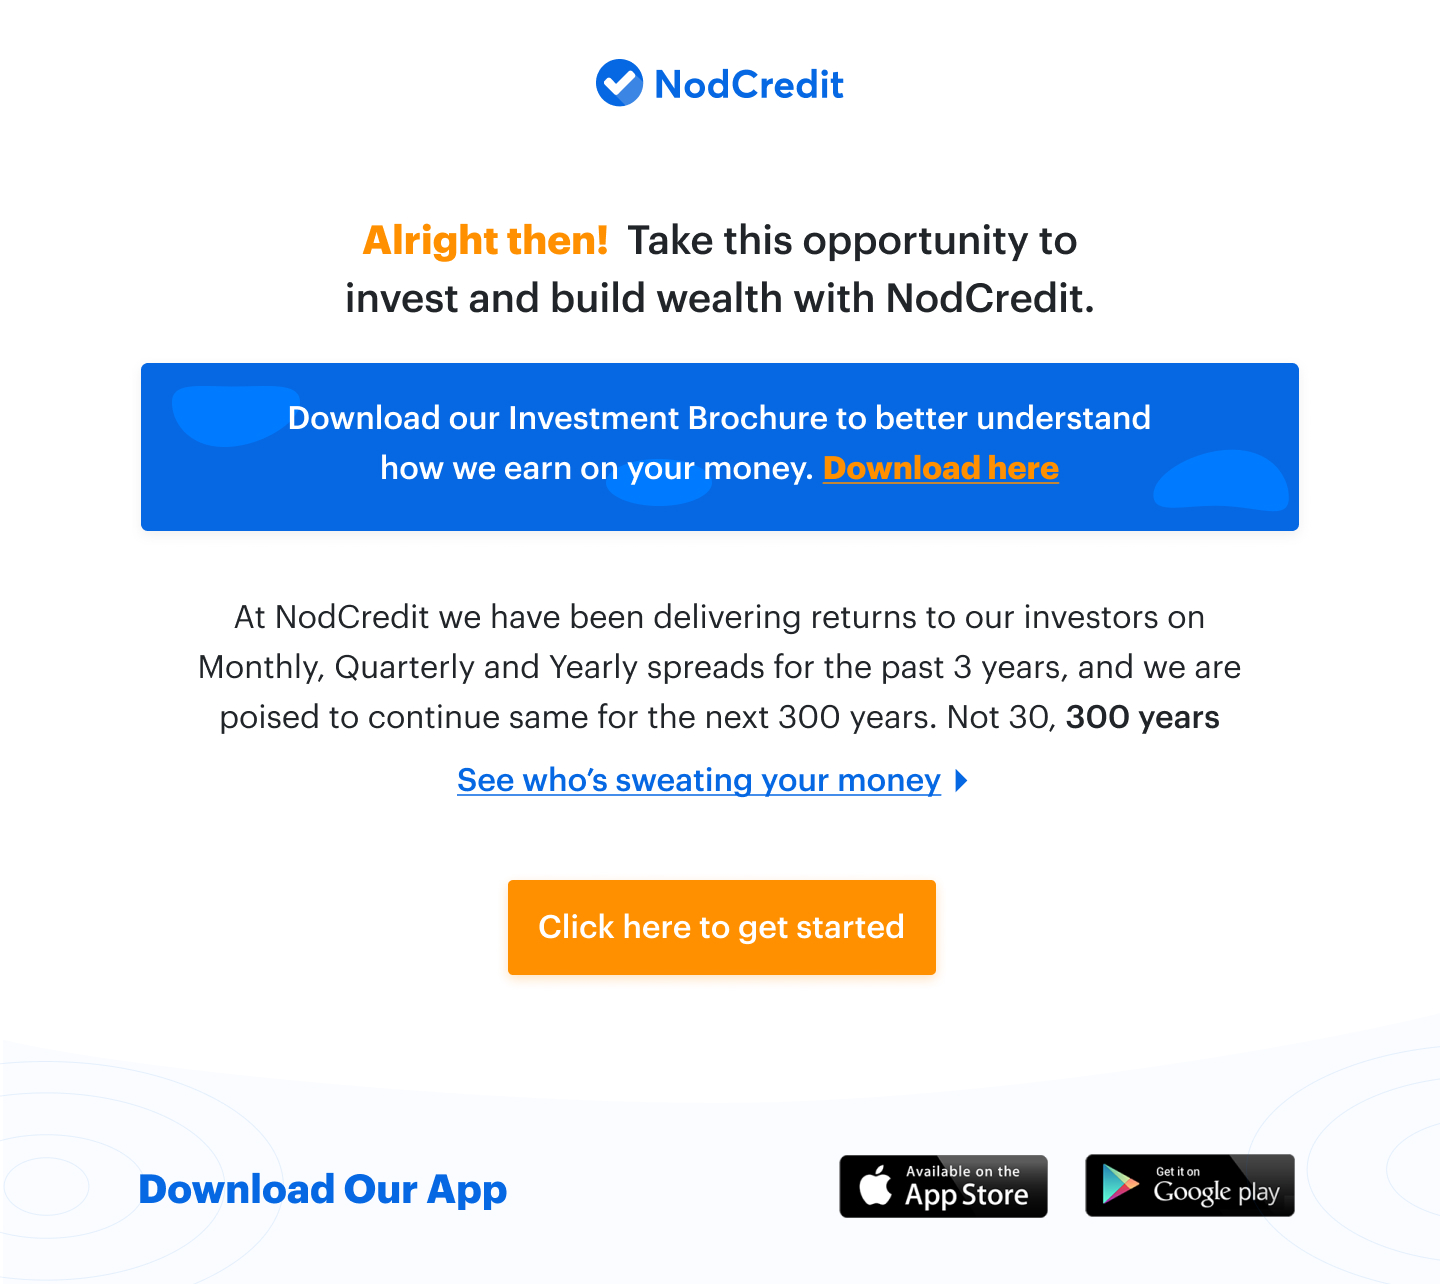 NodCredit
Alright then! Take this opportunity to
invest and build wealth with NodCredit.
Download our Investment Brochure to better understand
how we earn on your money. Download here
At NodCredit we have been delivering returns to our investors on
Monthly, Quarterly and Yearly spreads for the past 3 years, and we are
poised to continue same for the next 300 years. Not 30, 300 years
See who’s sweating your money
Click here to get started
Download Our App
Available on the
App Store
Get it on
Google play